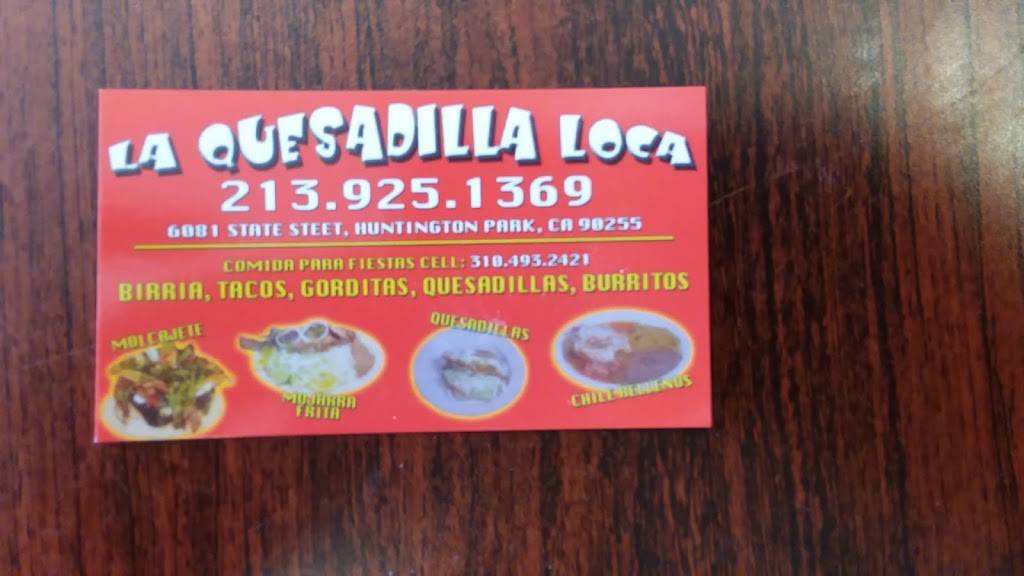 LA QUESADILLA LOCA
213.925.1369
6081 STATE STEET, HUNTINGTON PARK, CA 90255
COMIDA PARA FIESTAS CELL: 310.493.2421
BIRRIA, TACOS, GORDITAS, QUESADILLAS, BURRITOS
MOLCAJETE
MOJARRA
FRITA
QUESADILLAS
CHILE RELLENOS